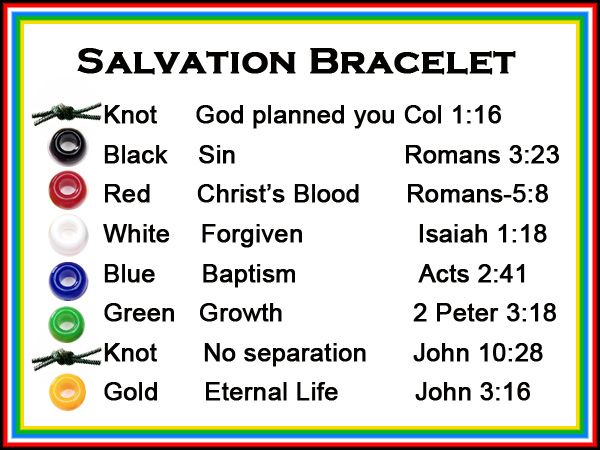 SALVATION BRACELET
Knot God planned you Col 1:16
Black Sin Romans 3:23
Red Christ's Blood Romans-5:8
White Forgiven Isaiah 1:18
Blue Baptism Acts 2:41
Green Growth 2 Peter 3:18
Knot No separation John 10:28
Gold Eternal Life John 3:16